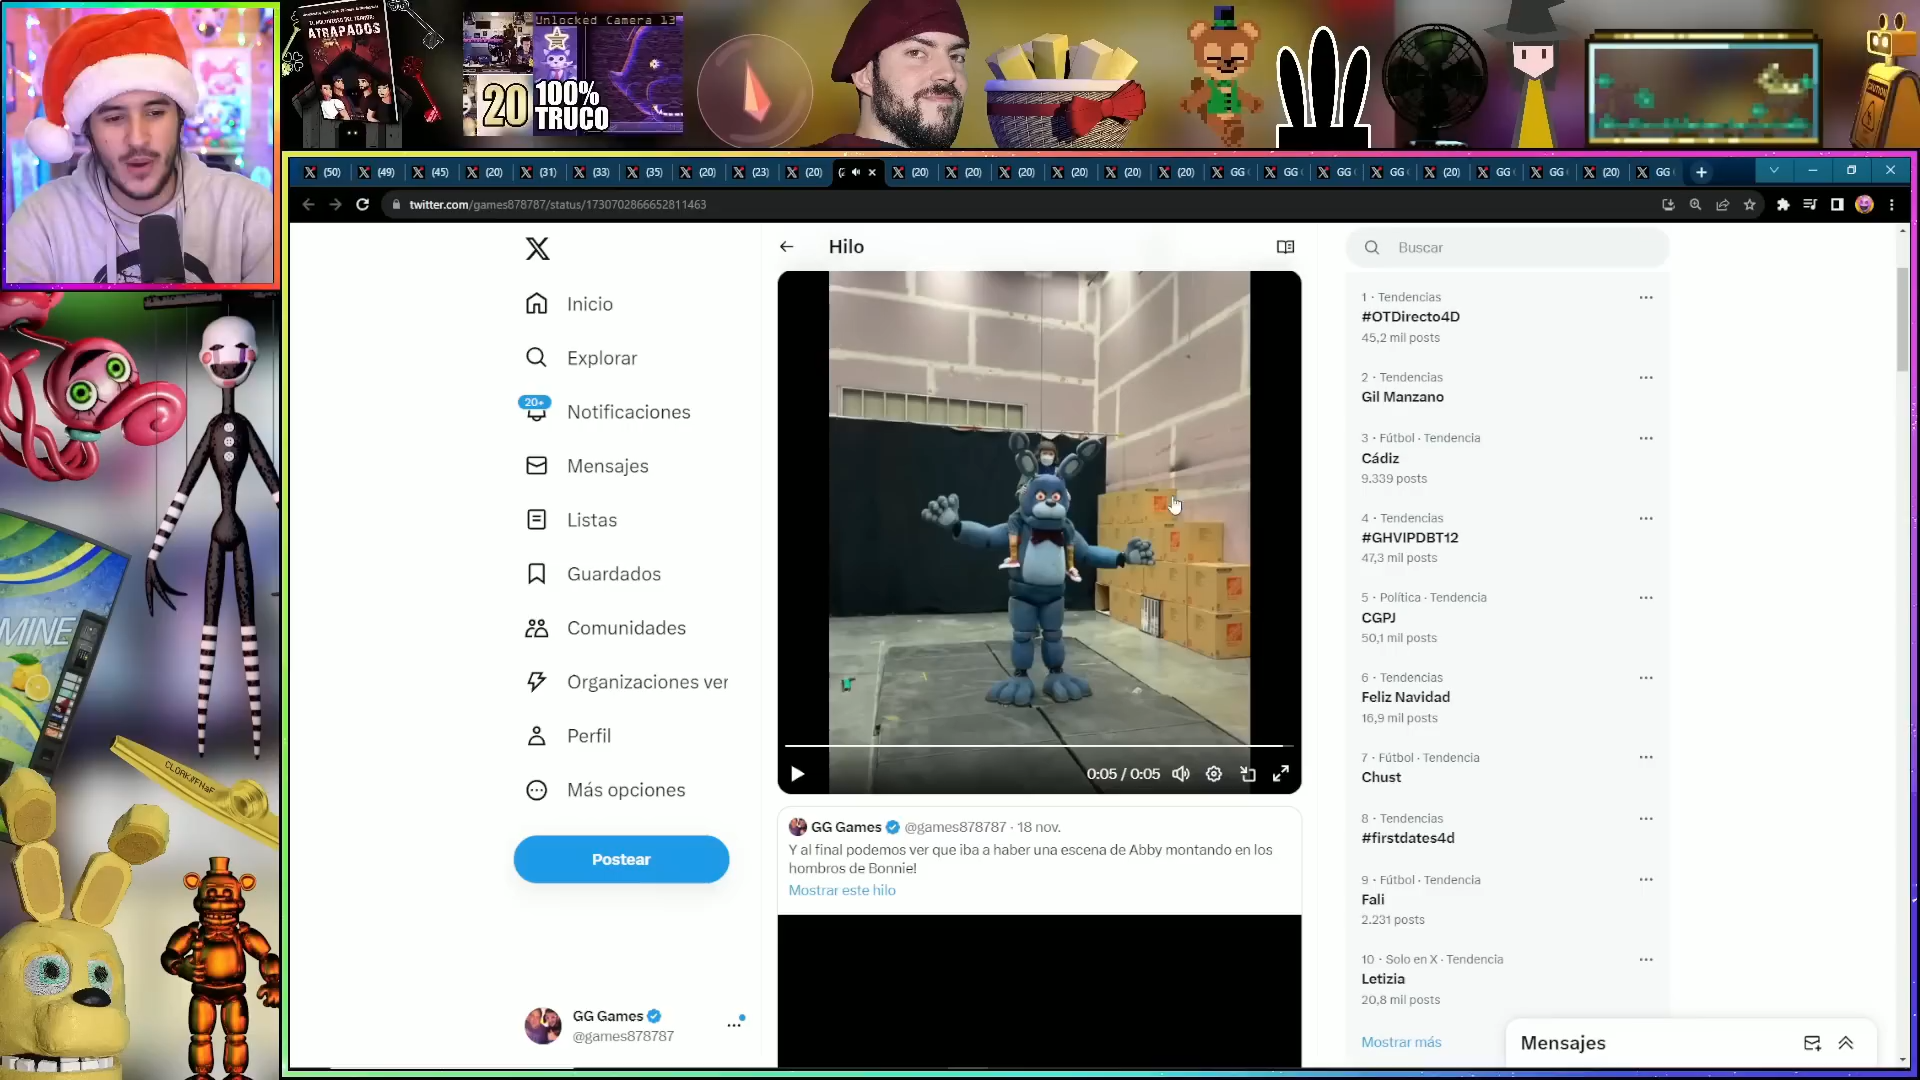 EL MULTIVERSO DEL TERROR:
ATRAPADOS
Unlocked Camera 13
20
100%
TRUCO
CAUTION
(50)
(49)
(45)
(20)
(31)
(33)
(35)
(20)
(23)
(20)
(20)
(20)
(20)
(20)
(20)
(20)
GG
GG
GG
GG
(20)
GG
GG
(20)
GG
twitter.com/games878787/status/1730702866652811463
Hilo
Buscar
Inicio
Explorar
20+
Notificaciones
Mensajes
Listas
Guardados
Comunidades
Organizaciones ver
Perfil
Más opciones
Postear
GG Games
@games878787
0:05 / 0:05
GG Games @games878787 · 18 nov.
Y al final podemos ver que iba a haber una escena de Abby montando en los
hombros de Bonnie!
Mostrar este hilo
1 · Tendencias
#OTDirecto4D
45,2 mil posts
2 · Tendencias
Gil Manzano
3 · Fútbol · Tendencia
Cádiz
9.339 posts
4 · Tendencias
#GHVIPDBT12
47,3 mil posts
5 · Política · Tendencia
CGPJ
50,1 mil posts
6 · Tendencias
Feliz Navidad
16,9 mil posts
7 · Fútbol · Tendencia
Chust
8 · Tendencias
#firstdates4d
9 · Fútbol · Tendencia
Fali
2.231 posts
10 · Solo en X · Tendencia
Letizia
20,8 mil posts
Mostrar más
Mensajes
MINE